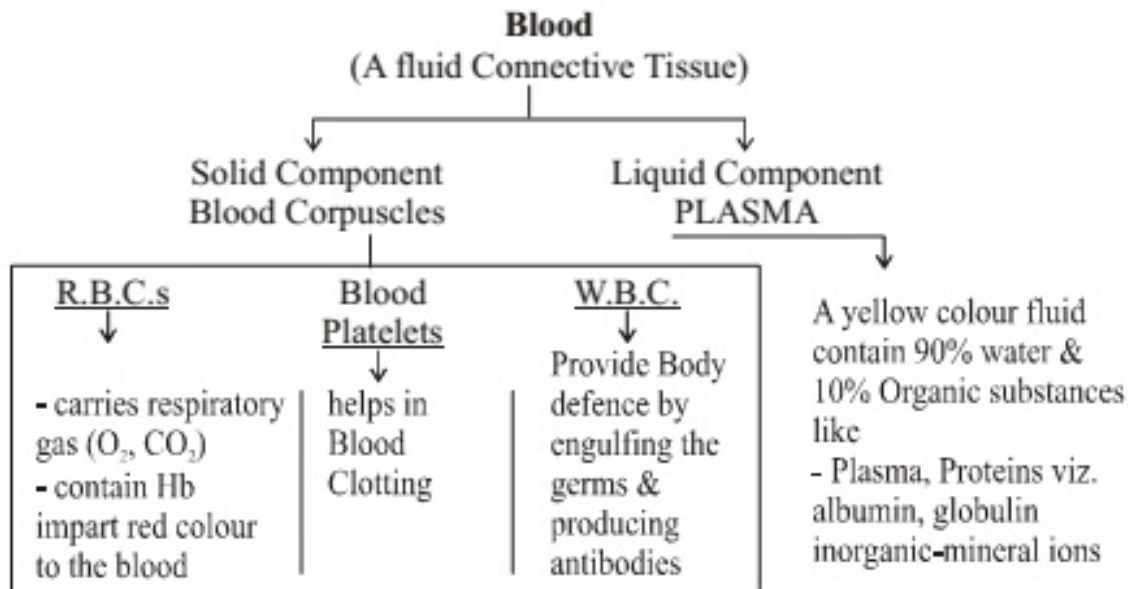 Blood
(A fluid Connective Tissue)
Solid Component
Blood Corpuscles
Liquid Component
PLASMA
R.B.C.s
- carries respiratory
gas (O₂, CO₂)
- contain Hb
impart red colour
to the blood
Blood
Platelets
helps in
Blood
Clotting
W.B.C.
Provide Body
defence by
engulfing the
germs &
producing
antibodies
A yellow colour fluid
contain 90% water &
10% Organic substances
like
- Plasma, Proteins viz.
albumin, globulin
inorganic-mineral ions